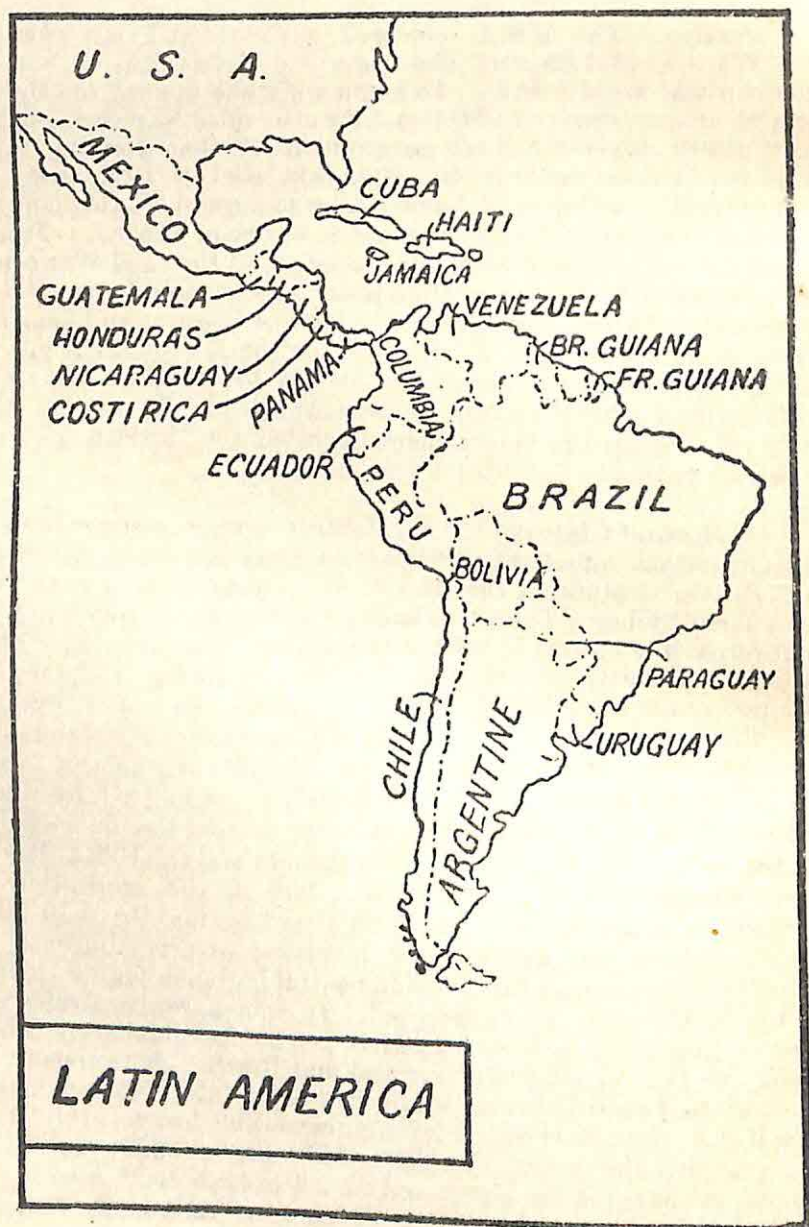 U. S. A.
MEXICO
CUBA
HAITI
JAMAICA
GUATEMALA
HONDURAS
NICARAGUAY
COSTIRICA
PANAMA
VENEZUELA
BR. GUIANA
FR. GUIANA
COLUMBIA
ECUADOR
PERU
BRAZIL
BOLIVIA
PARAGUAY
CHILE
ARGENTINE
URUGUAY
LATIN AMERICA